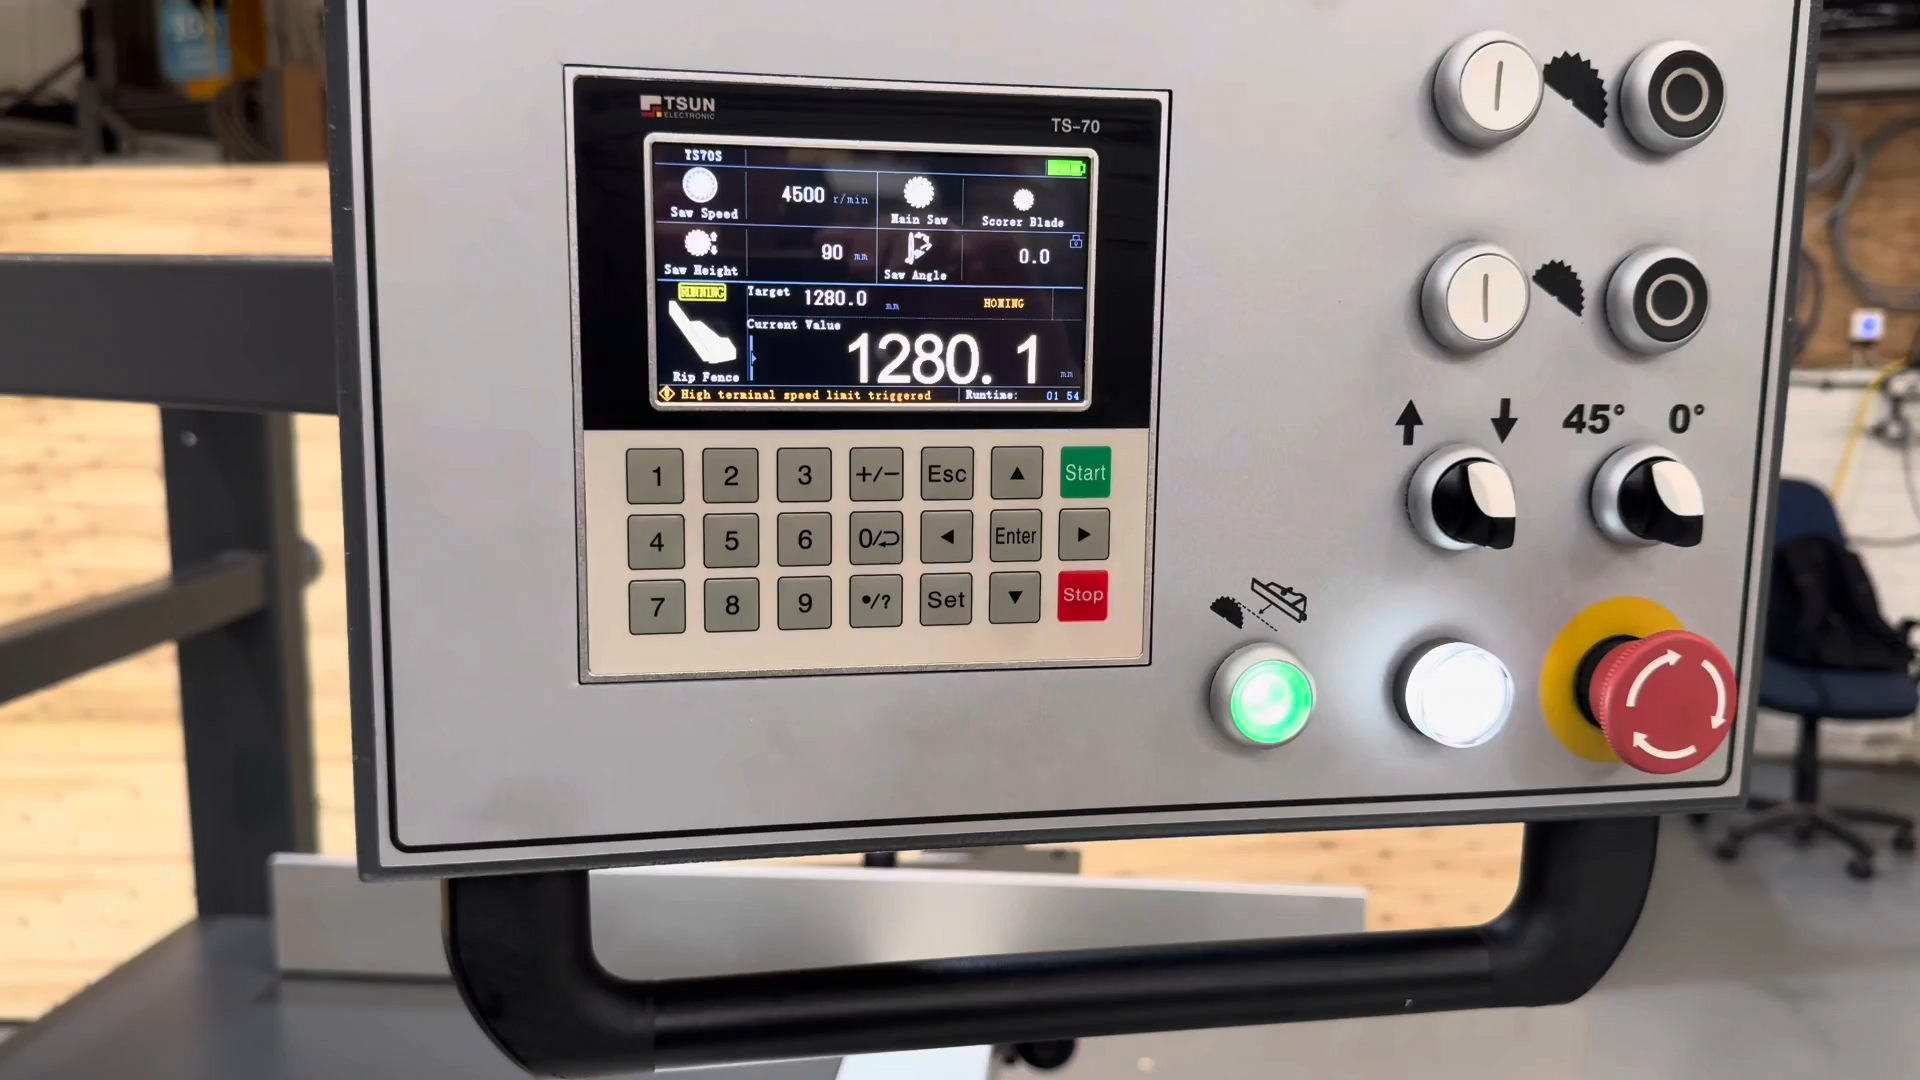 TSUN
ELECTRONIC
TS-70
TS70S
Saw Speed
4500 r/min
Main Saw
Scorer Blade
Saw Height
90 mm
Saw Angle
0.0
RUNNING
Target 1280.0 mm
HOMING
Current Value
1280.1 mm
Rip Fence
High terminal speed limit triggered
Runtime: 01 54
1 2 3 +/− Esc ▲ Start
4 5 6 0/⮌ ◄ Enter ►
7 8 9 •/? Set ▼ Stop
45° 0°